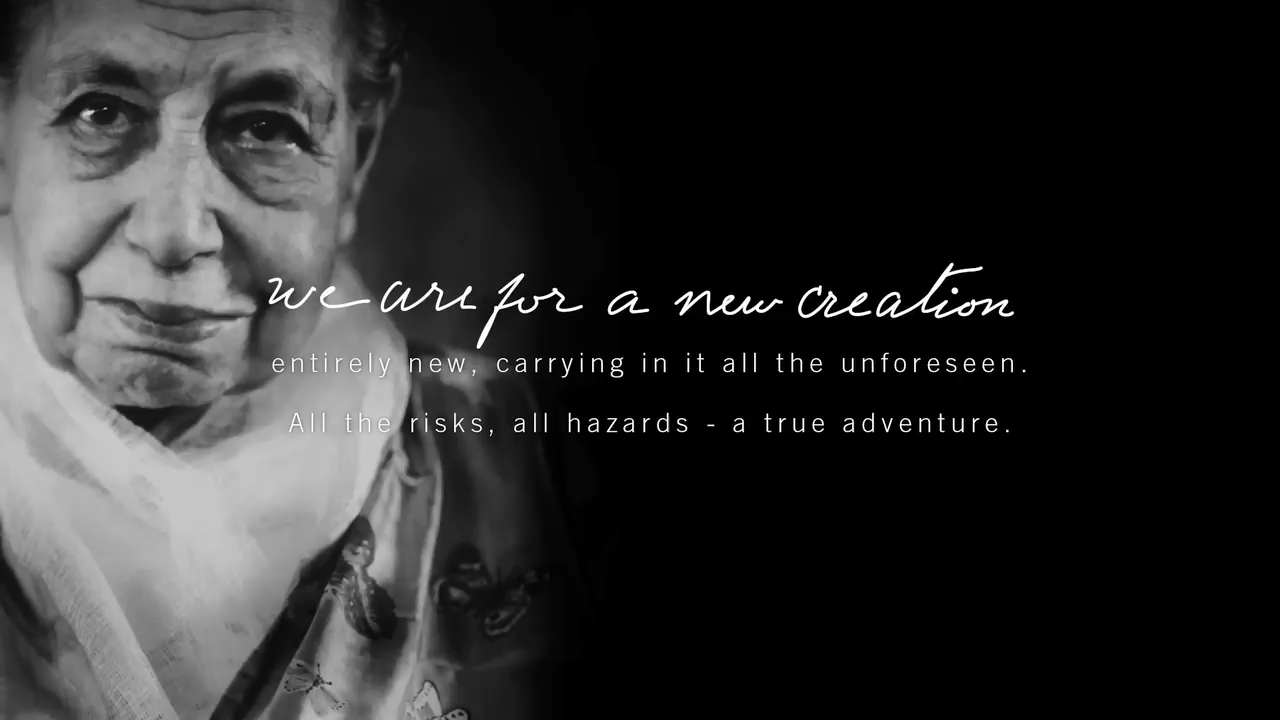 we are for a new creation
entirely new, carrying in it all the unforeseen.
All the risks, all hazards - a true adventure.